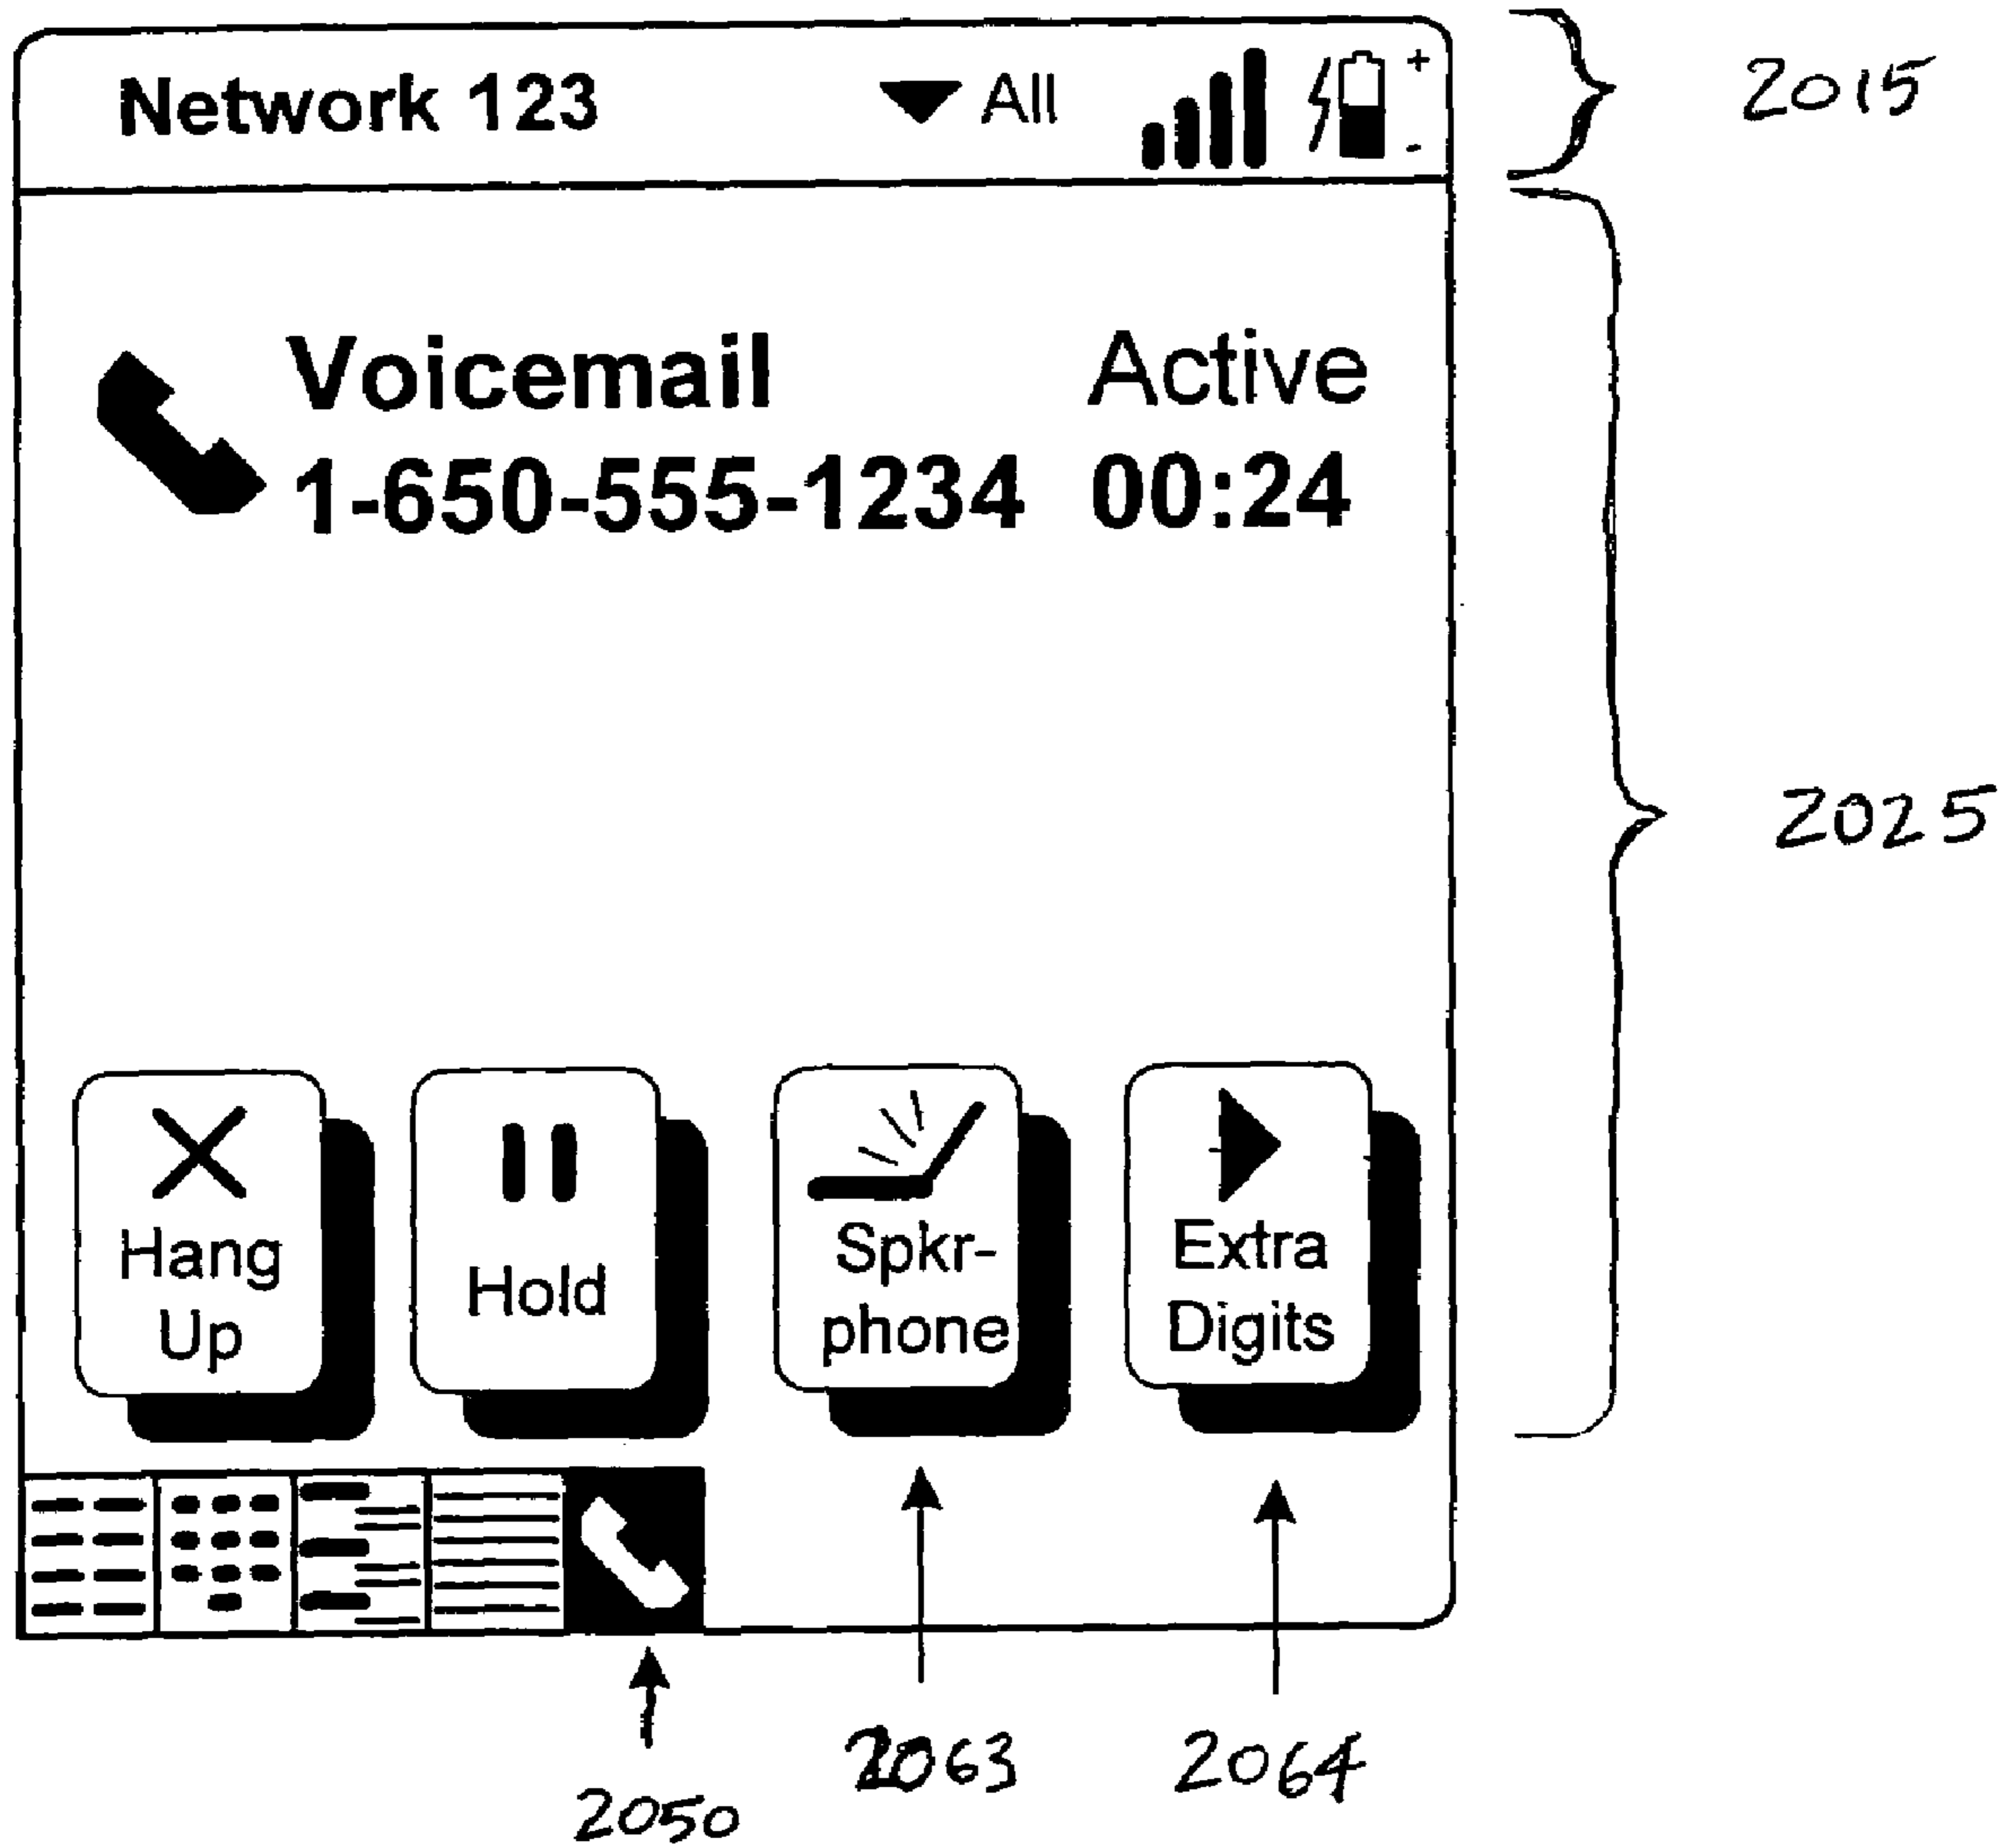 Network 123 All + -
2015
Voicemail Active
1-650-555-1234 00:24
2025
Hang Up
Hold
Spkr-
phone
Extra
Digits
2050
2063
2064